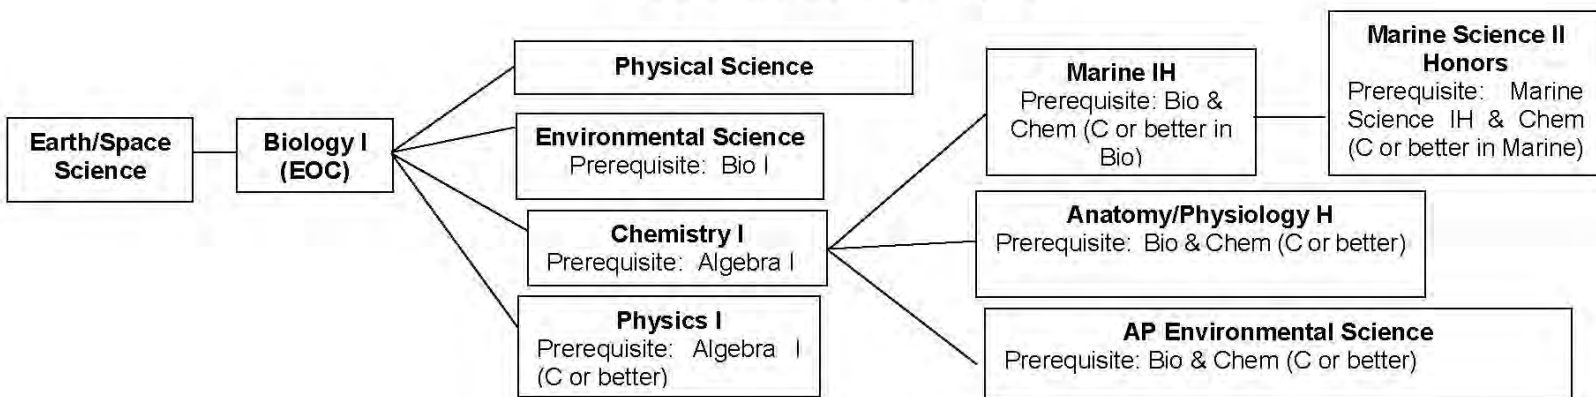 Earth/Space
Science
Biology I
(EOC)
Physical Science
Environmental Science
Prerequisite: Bio I
Chemistry I
Prerequisite: Algebra I
Physics I
Prerequisite: Algebra I
(C or better)
Marine IH
Prerequisite: Bio &
Chem (C or better in
Bio)
Marine Science II
Honors
Prerequisite: Marine
Science IH & Chem
(C or better in Marine)
Anatomy/Physiology H
Prerequisite: Bio & Chem (C or better)
AP Environmental Science
Prerequisite: Bio & Chem (C or better)